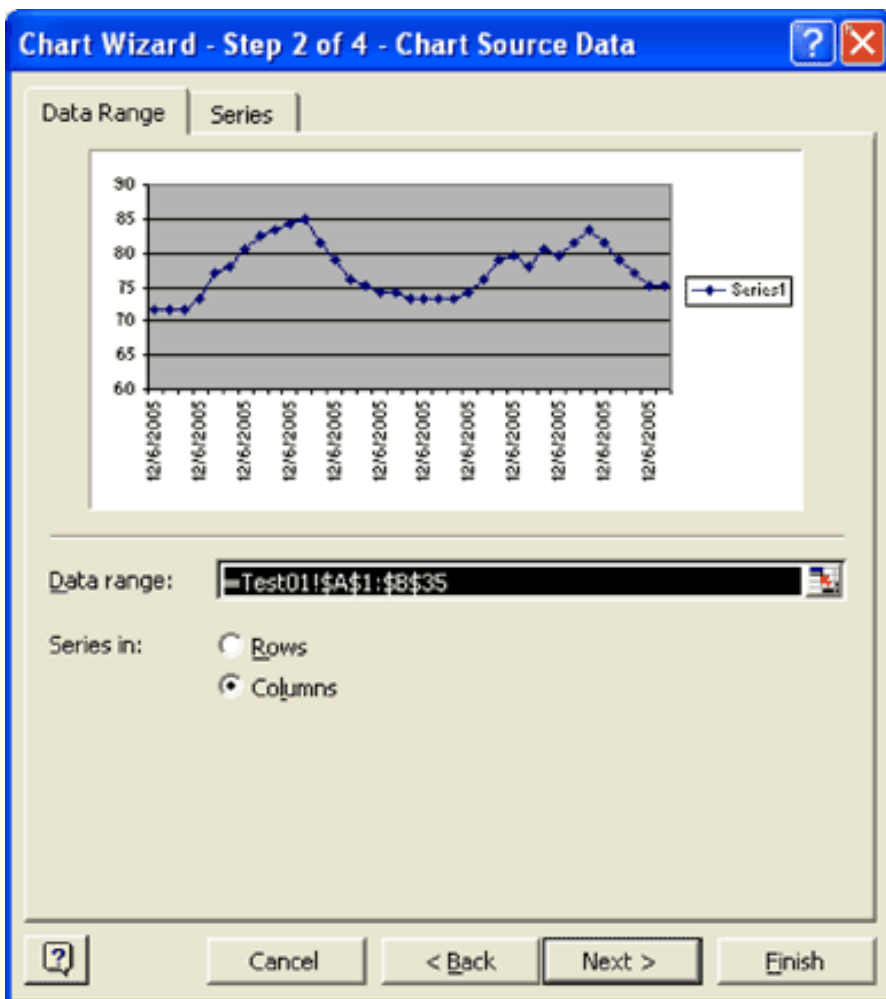 Chart Wizard - Step 2 of 4 - Chart Source Data
Data Range
Series
90
85
80
75
70
65
60
Series1
12/6/2005
12/6/2005
12/6/2005
12/6/2005
12/6/2005
12/6/2005
12/6/2005
12/6/2005
12/6/2005
12/6/2005
12/6/2005
12/6/2005
Data range:
=Test01!$A$1:$B$35
Series in:
Rows
Columns
Cancel
< Back
Next >
Finish